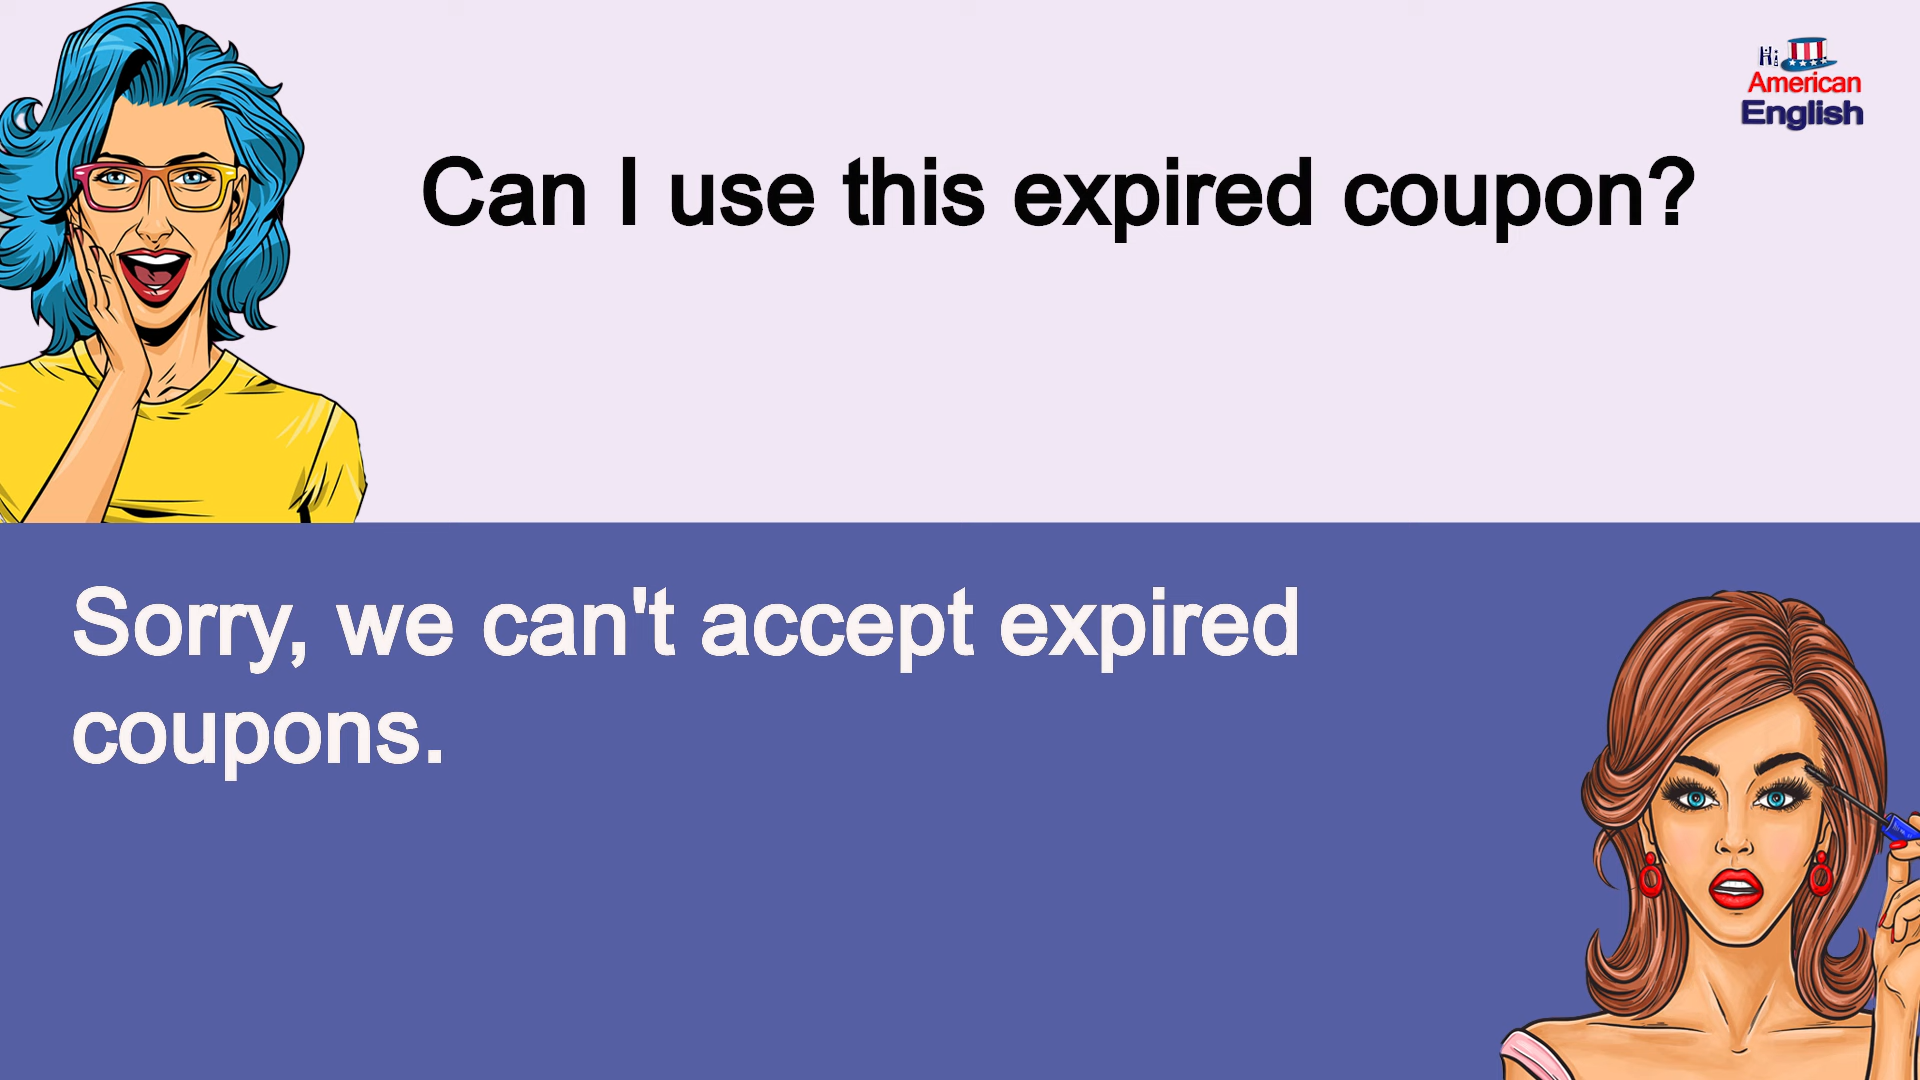 Hi
American
English
Can I use this expired coupon?
Sorry, we can't accept expired
coupons.